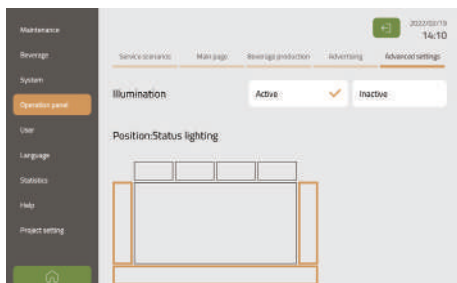 Maintenance
Beverage
System
Operation panel
User
Language
Statistics
Help
Project setting
2022/03/19
14:10
Service scenarios
Main page
Beverage production
Advertising
Advanced settings
Illumination
Active
Inactive
Position:Status lighting